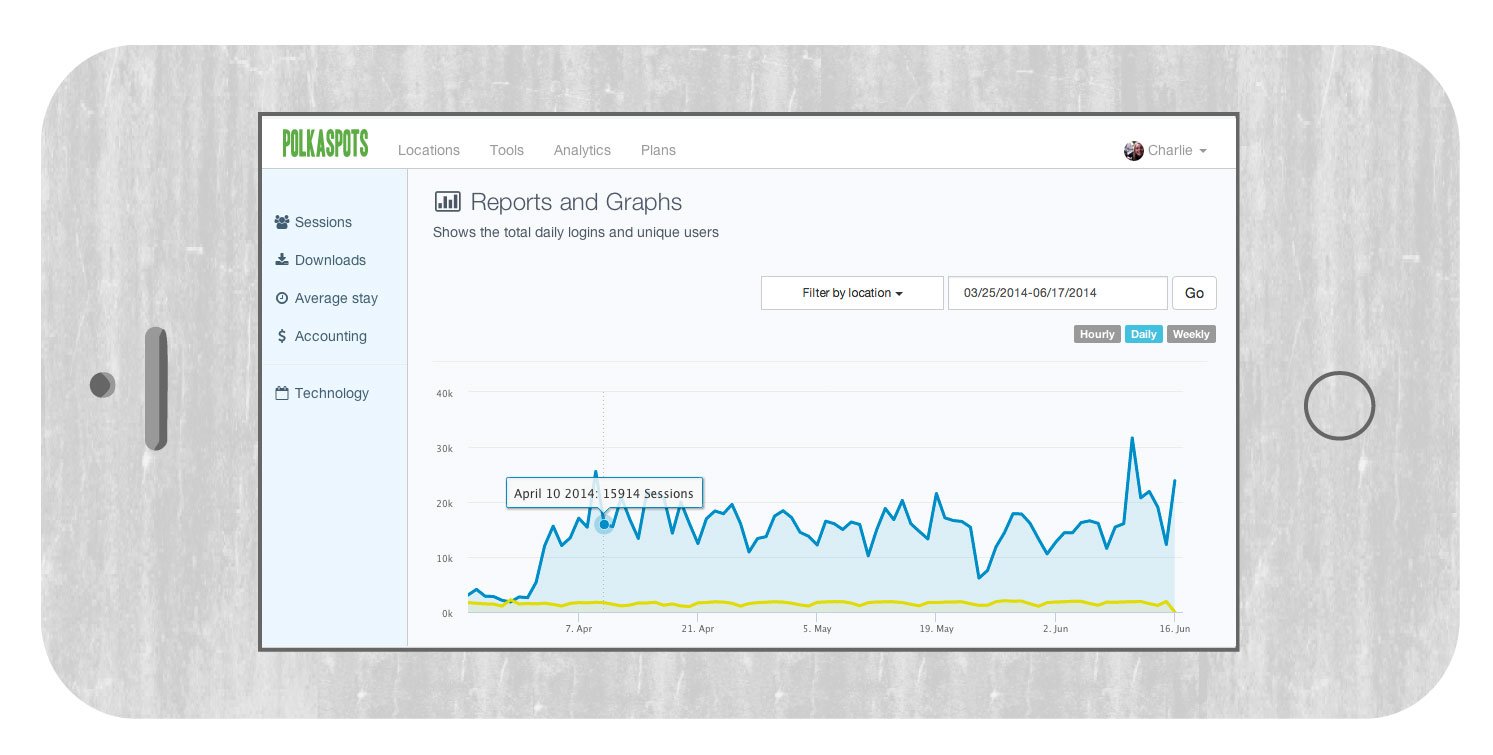 POLKASPOTS
Locations Tools Analytics Plans
Charlie
Sessions
Downloads
Average stay
Accounting
Technology
Reports and Graphs
Shows the total daily logins and unique users
Filter by location
03/25/2014-06/17/2014
Go
Hourly Daily Weekly
40k
30k
20k
10k
0k
April 10 2014: 15914 Sessions
7. Apr 21. Apr 5. May 19. May 2. Jun 16. Jun